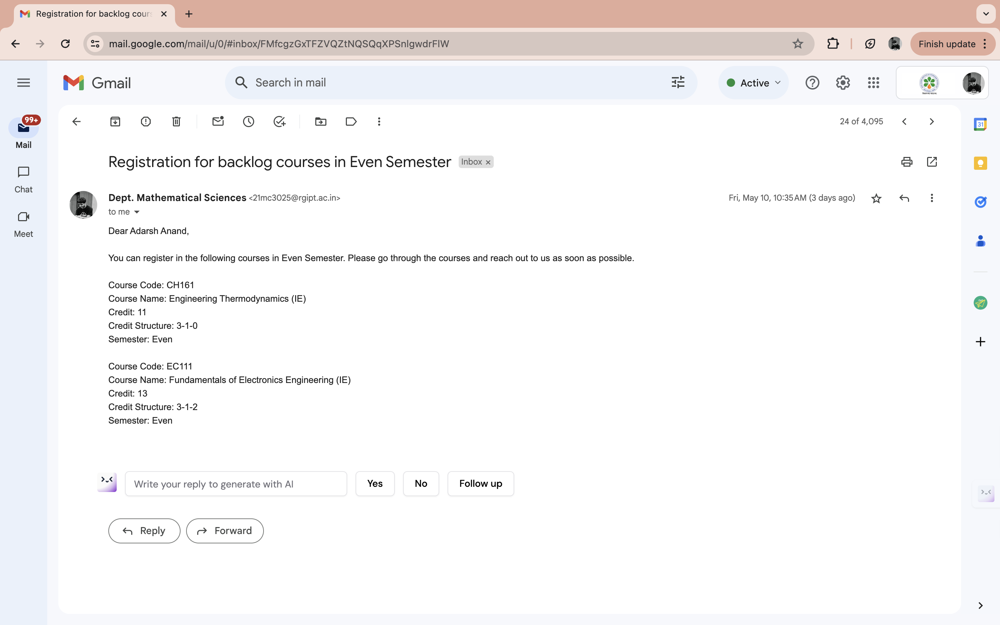 Registration for backlog cours
mail.google.com/mail/u/0/#inbox/FMfcgzGxTFZVQZtNQSQqXPSnlgwdrFlW
Finish update
Gmail
Search in mail
Active
99+
Mail
Chat
Meet
24 of 4,095
31
Registration for backlog courses in Even Semester Inbox ×
Dept. Mathematical Sciences <21mc3025@rgipt.ac.in>
Fri, May 10, 10:35 AM (3 days ago)
to me
Dear Adarsh Anand,
You can register in the following courses in Even Semester. Please go through the courses and reach out to us as soon as possible.
Course Code: CH161
Course Name: Engineering Thermodynamics (IE)
Credit: 11
Credit Structure: 3-1-0
Semester: Even
Course Code: EC111
Course Name: Fundamentals of Electronics Engineering (IE)
Credit: 13
Credit Structure: 3-1-2
Semester: Even
Write your reply to generate with AI
Yes
No
Follow up
Reply
Forward